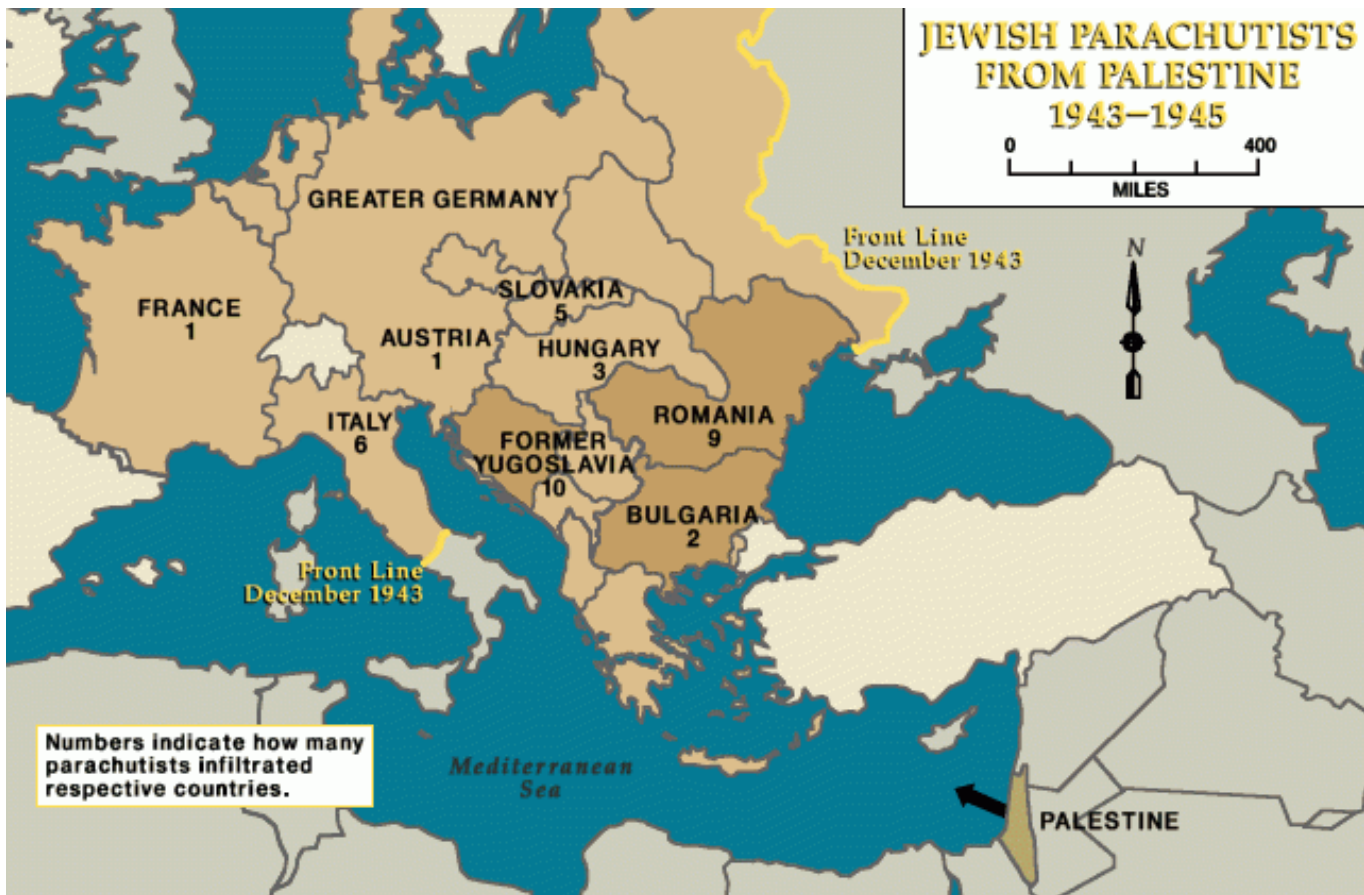 JEWISH PARACHUTISTS
FROM PALESTINE
1943–1945
0 400
MILES
GREATER GERMANY
Front Line
December 1943
N
SLOVAKIA
5
FRANCE
1
AUSTRIA
1
HUNGARY
3
ITALY
6
ROMANIA
9
FORMER
YUGOSLAVIA
10
BULGARIA
2
Front Line
December 1943
Numbers indicate how many
parachutists infiltrated
respective countries.
Mediterranean
Sea
PALESTINE